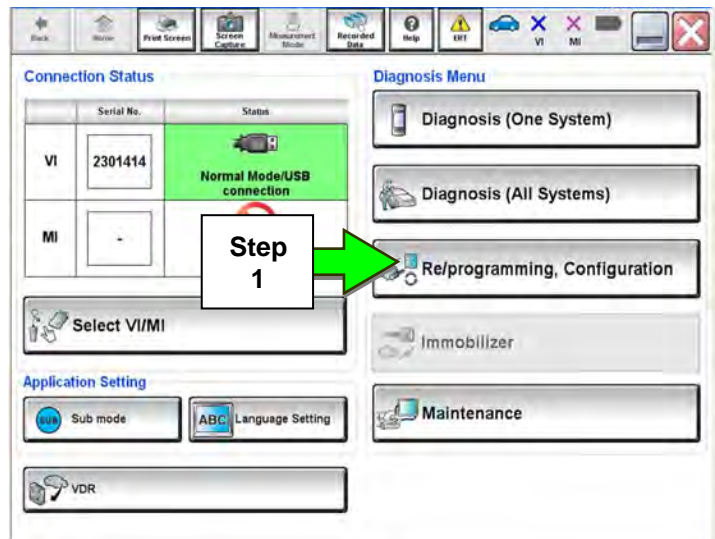 Back
Home
Print Screen
Screen Capture
Measurement Mode
Recorded Data
Help
ERT
VI
MI
Connection Status
Serial No.
Status
VI
2301414
Normal Mode/USB
connection
MI
-
Select VI/MI
Application Setting
SUB
Sub mode
ABC
Language Setting
VDR
Step
1
Diagnosis Menu
Diagnosis (One System)
Diagnosis (All Systems)
Re/programming, Configuration
Immobilizer
Maintenance